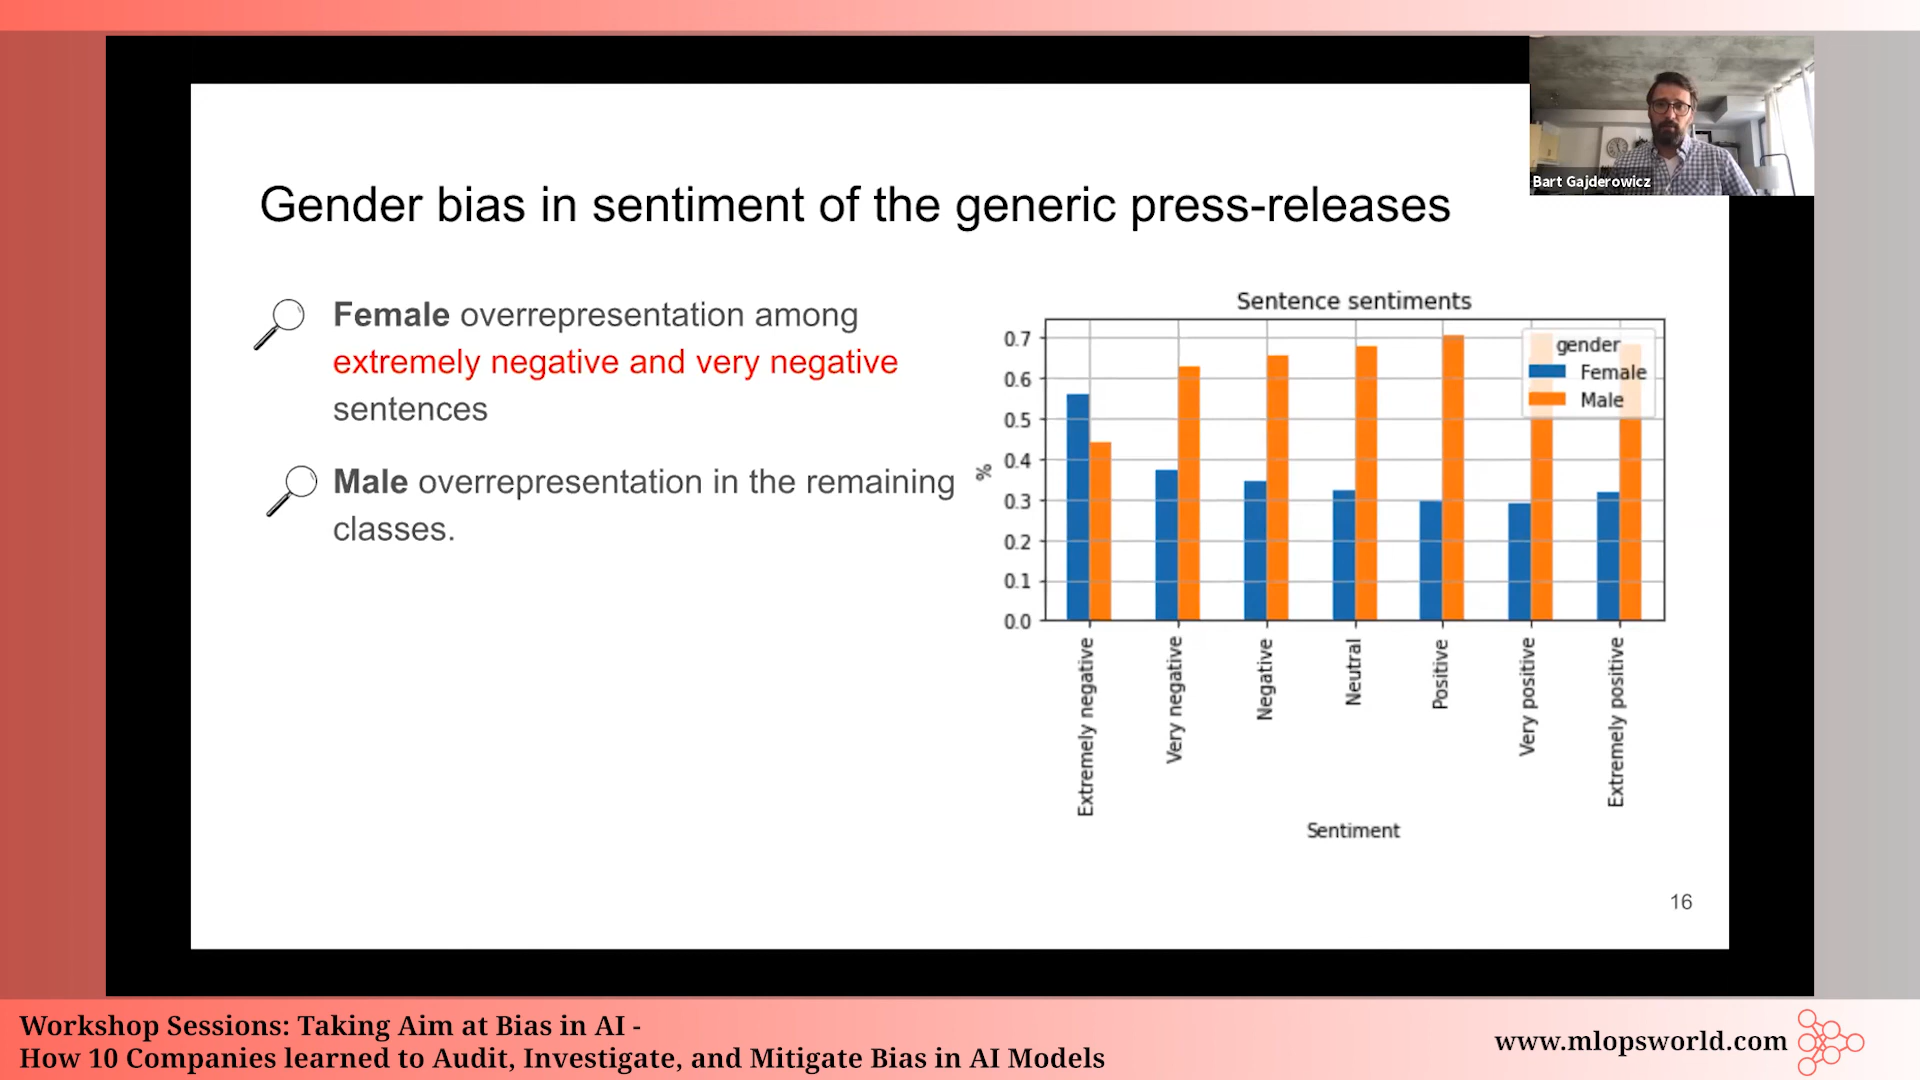 Bart Gajderowicz
Gender bias in sentiment of the generic press-releases
Female overrepresentation among
extremely negative and very negative
sentences
Male overrepresentation in the remaining
classes.
Sentence sentiments
gender
Female
Male
%
0.7
0.6
0.5
0.4
0.3
0.2
0.1
0.0
Extremely negative
Very negative
Negative
Neutral
Positive
Very positive
Extremely positive
Sentiment
16
Workshop Sessions: Taking Aim at Bias in AI -
How 10 Companies learned to Audit, Investigate, and Mitigate Bias in AI Models
www.mlopsworld.com